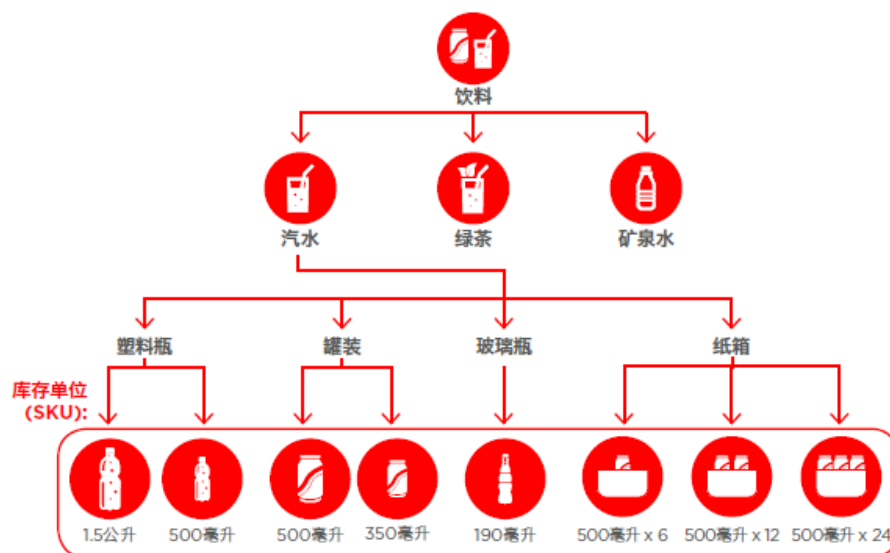 饮料
汽水
绿茶
矿泉水
塑料瓶
罐装
玻璃瓶
纸箱
库存单位
(SKU):
1.5公升
500毫升
500毫升
350毫升
190毫升
500毫升 x 6
500毫升 x 12
500毫升 x 24